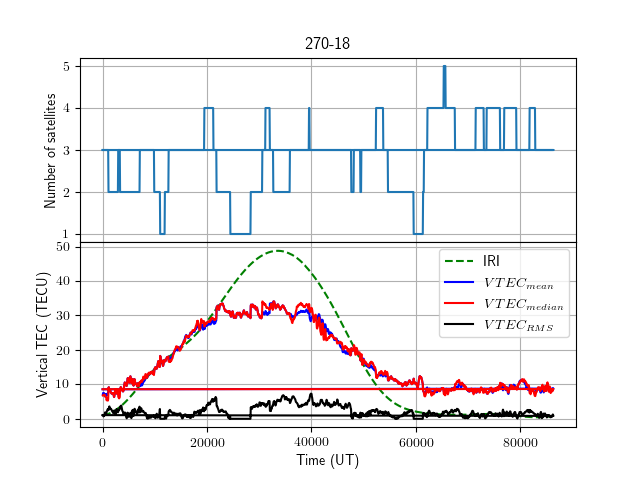 270-18
5
4
3
2
1
Number of satellites
50
40
30
20
10
0
Vertical TEC (TECU)
IRI
VTEC_mean
VTEC_median
VTEC_RMS
0 20000 40000 60000 80000
Time (UT)